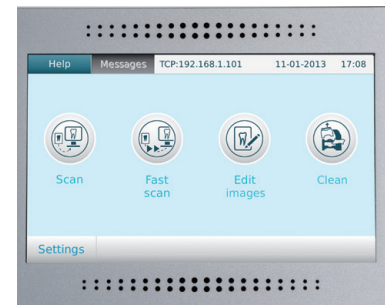 Help Messages TCP:192.168.1.101 11-01-2013 17:08
Scan Fast scan Edit images Clean
Settings